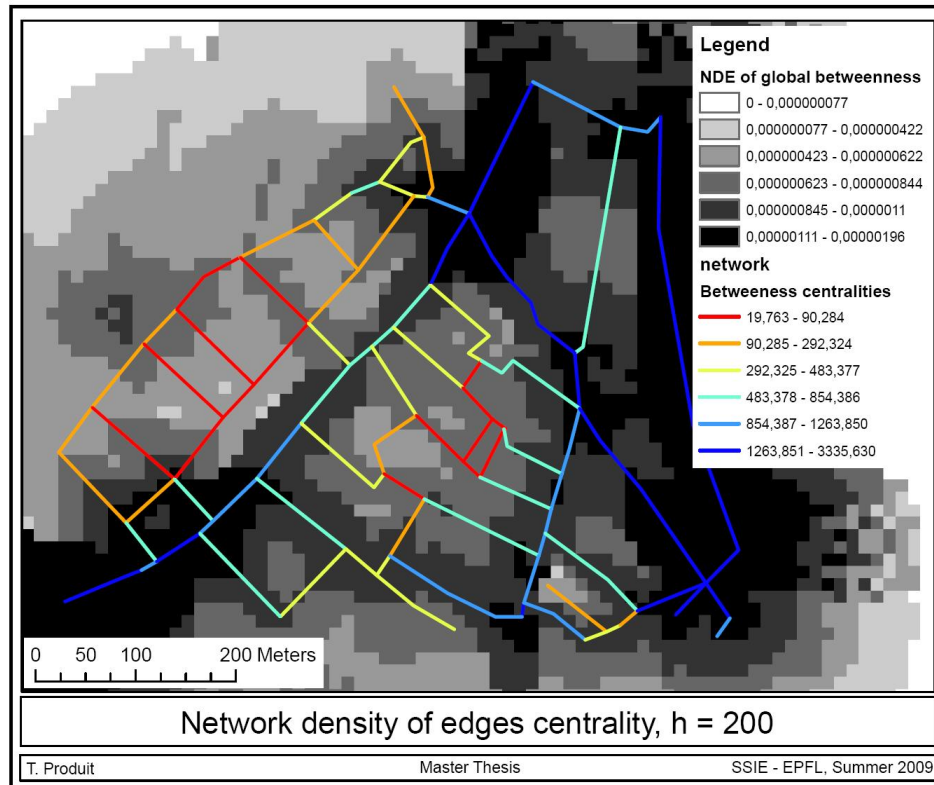 Legend
NDE of global betweenness
0 - 0,000000077
0,000000077 - 0,000000422
0,000000423 - 0,000000622
0,000000623 - 0,000000844
0,000000845 - 0,0000011
0,00000111 - 0,00000196
network
Betweeness centralities
19,763 - 90,284
90,285 - 292,324
292,325 - 483,377
483,378 - 854,386
854,387 - 1263,850
1263,851 - 3335,630
0 50 100 200 Meters
Network density of edges centrality, h = 200
T. Produit Master Thesis SSIE - EPFL, Summer 2009